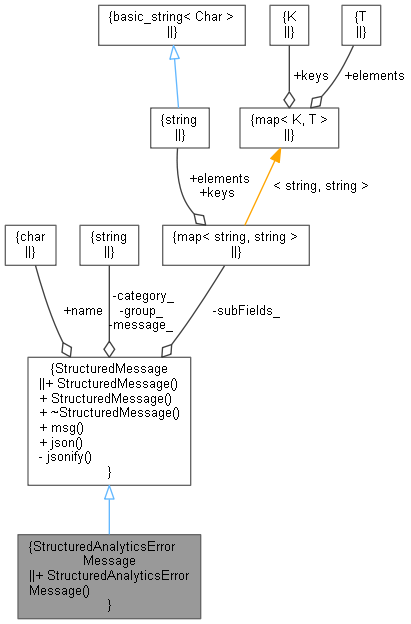 {basic_string< Char >
||}
{K
||}
{T
||}
+keys
+elements
{string
||}
{map< K, T >
||}
+elements
+keys
< string, string >
{char
||}
{string
||}
{map< string, string >
||}
+name
-category_
-group_
-message_
-subFields_
{StructuredMessage
||+ StructuredMessage()
+ StructuredMessage()
+ ~StructuredMessage()
+ msg()
+ json()
- jsonify()
}
{StructuredAnalyticsError
Message
||+ StructuredAnalyticsError
Message()
}